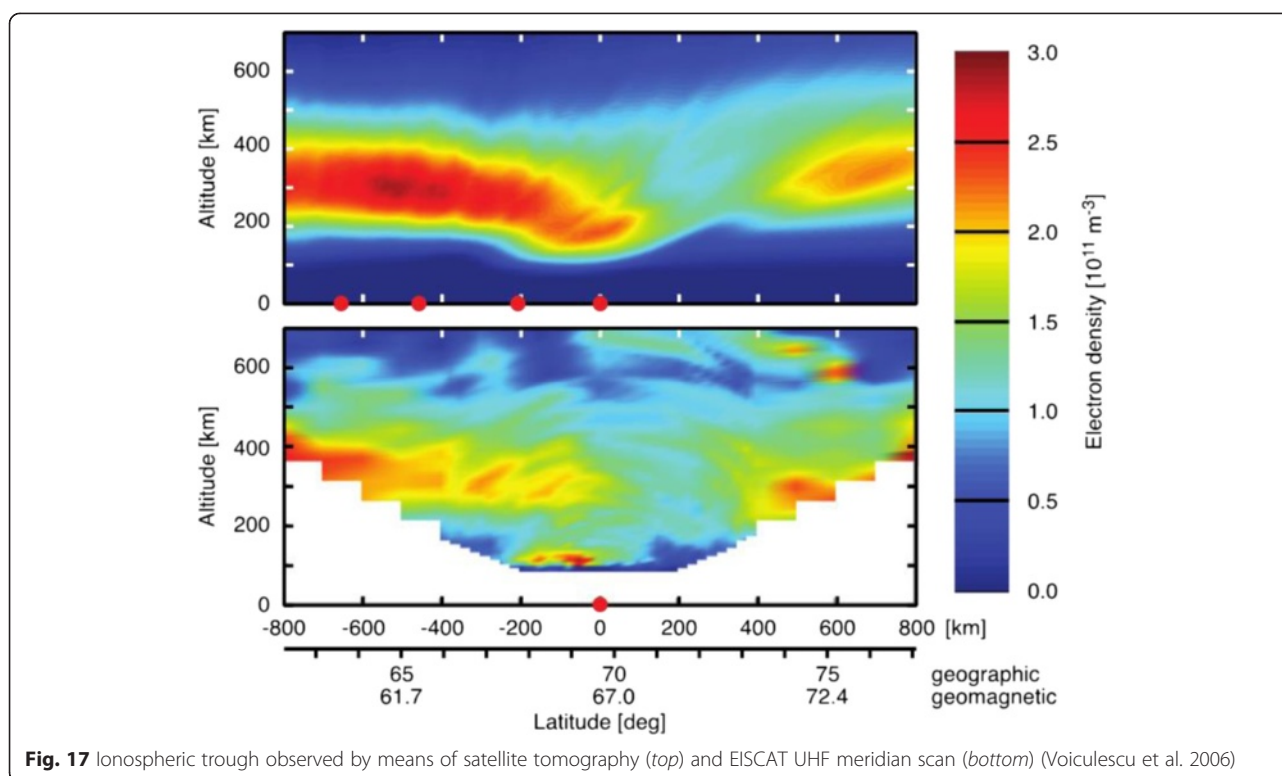 600
400
200
0
Altitude [km]
600
400
200
0
Altitude [km]
-800 -600 -400 -200 0 200 400 600 800 [km]
65 70 75 geographic
61.7 67.0 72.4 geomagnetic
Latitude [deg]
3.0
2.5
2.0
1.5
1.0
0.5
0.0
Electron density [10¹¹ m⁻³]
Fig. 17 Ionospheric trough observed by means of satellite tomography (top) and EISCAT UHF meridian scan (bottom) (Voiculescu et al. 2006)